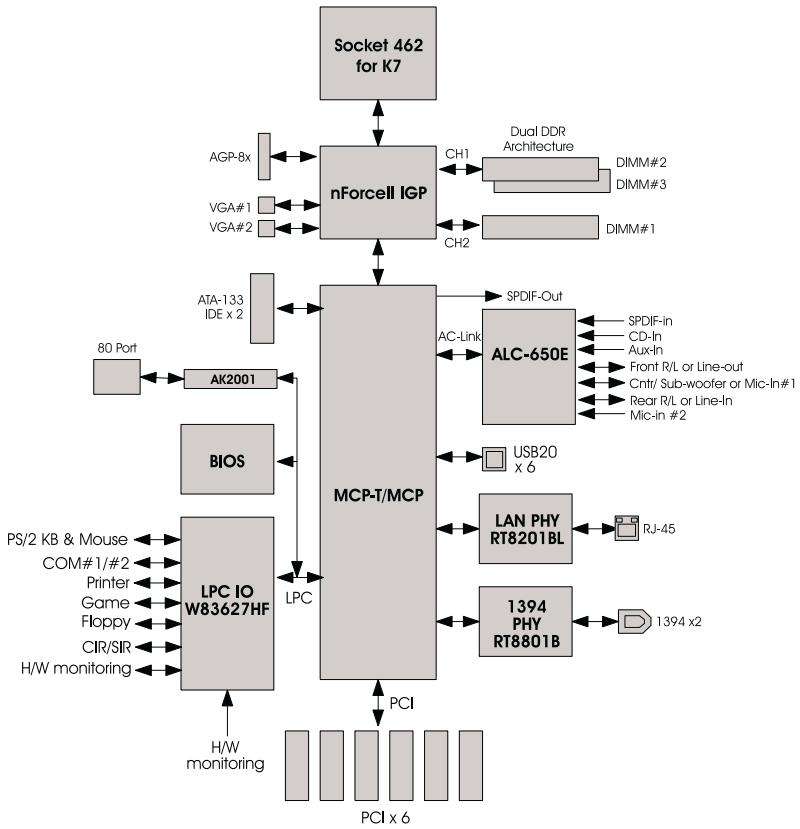 Socket 462
for K7
Dual DDR
Architecture
AGP-8x
CH1
DIMM#2
DIMM#3
nForceII IGP
VGA#1
VGA#2
CH2
DIMM#1
ATA-133
IDE x 2
SPDIF-Out
SPDIF-in
CD-In
Aux-In
Front R/L or Line-out
Cntr/ Sub-woofer or Mic-In#1
Rear R/L or Line-In
Mic-in #2
AC-Link
ALC-650E
80 Port
AK2001
BIOS
MCP-T/MCP
USB20
x 6
LAN PHY
RT8201BL
RJ-45
PS/2 KB & Mouse
COM#1/#2
Printer
Game
Floppy
CIR/SIR
H/W monitoring
LPC IO
W83627HF
LPC
1394
PHY
RT8801B
1394 x2
PCI
H/W
monitoring
PCI x 6